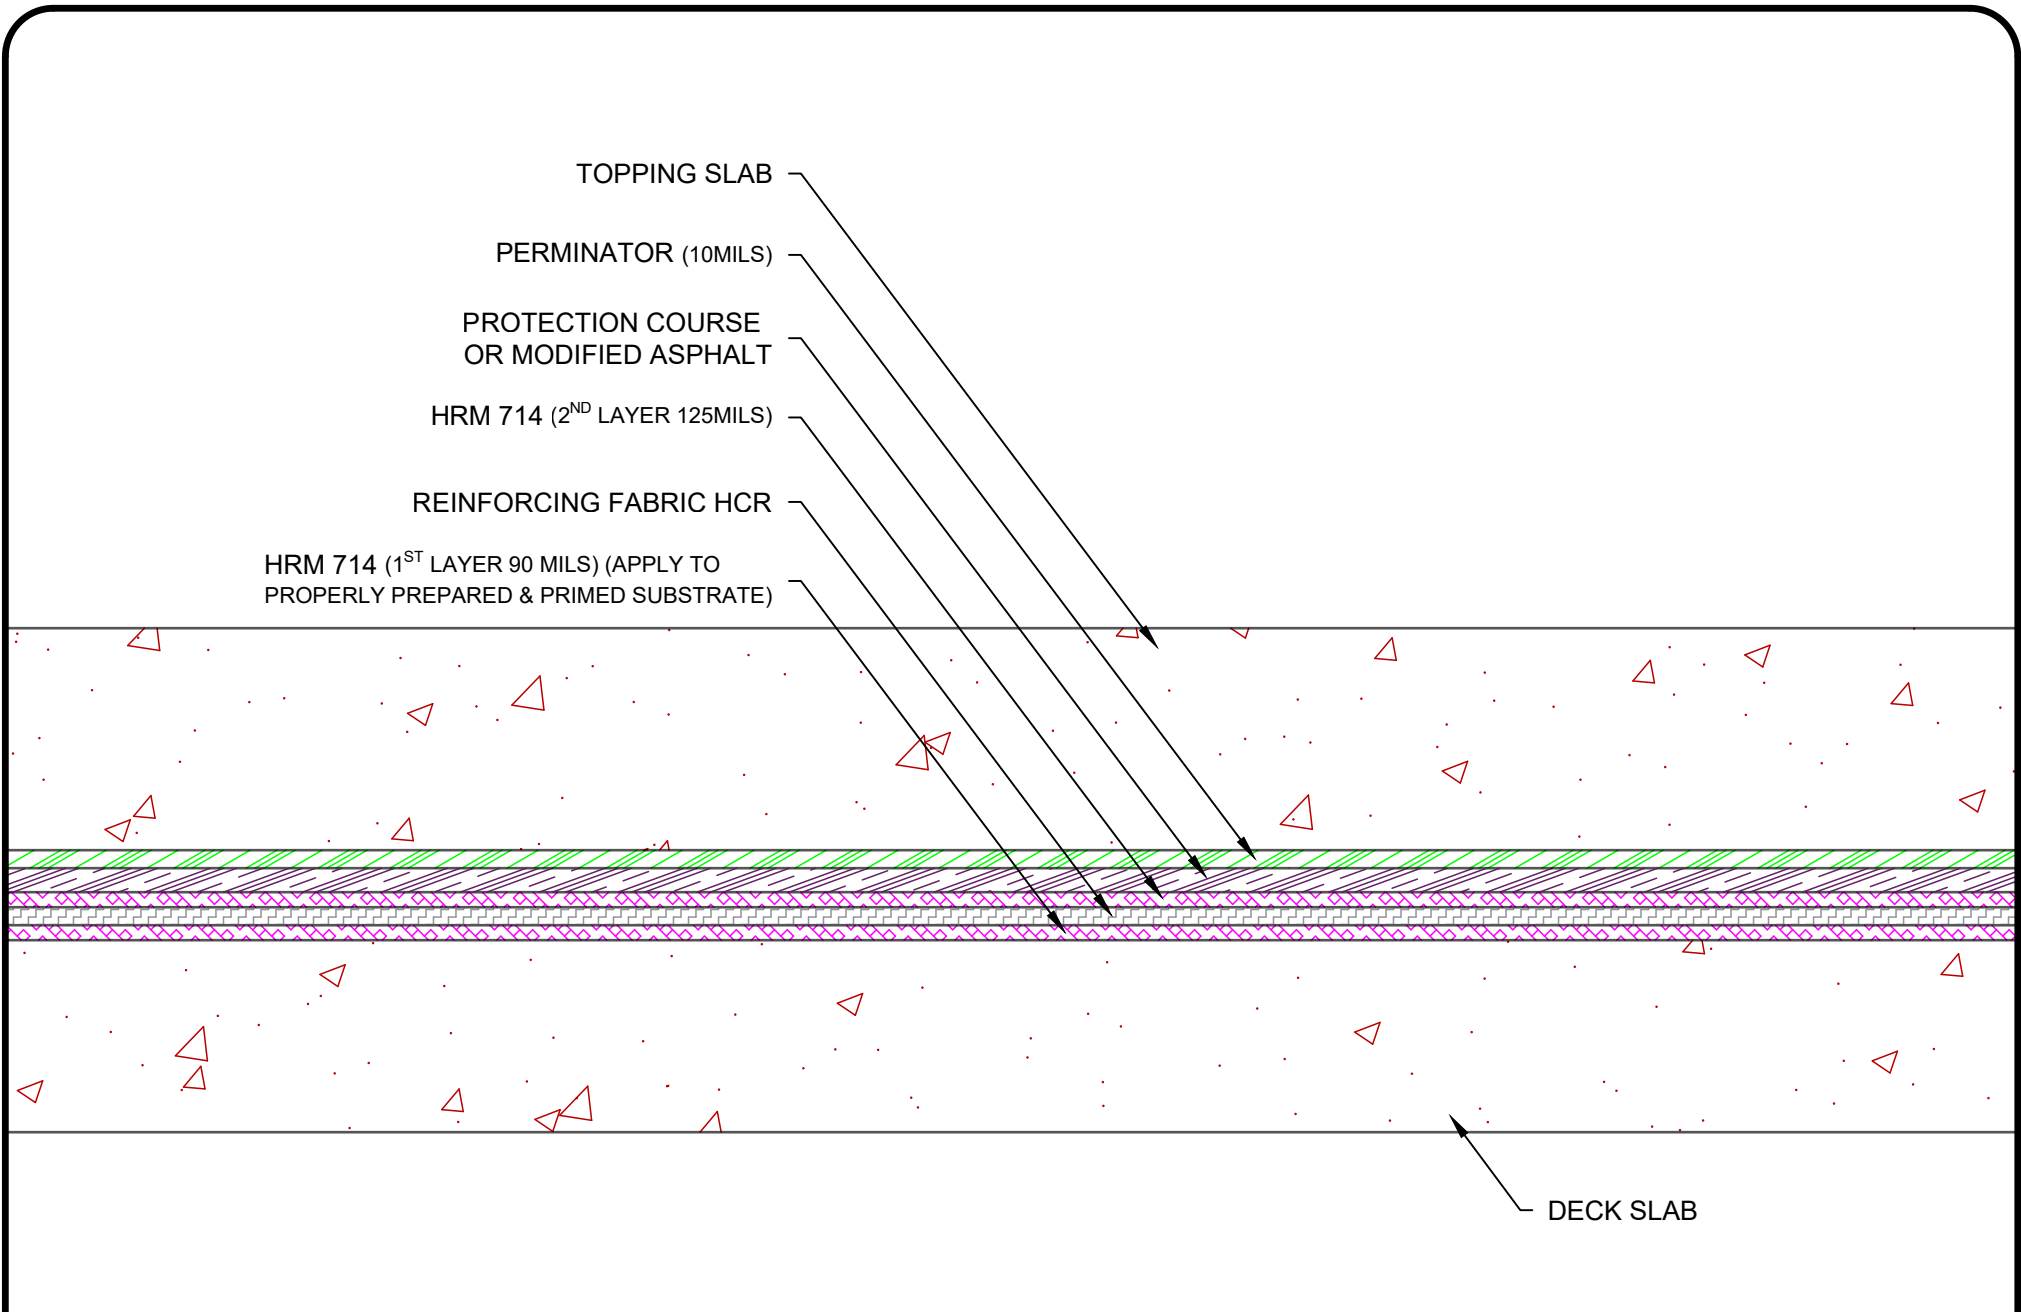 TOPPING SLAB
PERMINATOR (10MILS)
PROTECTION COURSE
OR MODIFIED ASPHALT
HRM 714 (2ND LAYER 125MILS)
REINFORCING FABRIC HCR
HRM 714 (1ST LAYER 90 MILS) (APPLY TO
PROPERLY PREPARED & PRIMED SUBSTRATE)
DECK SLAB